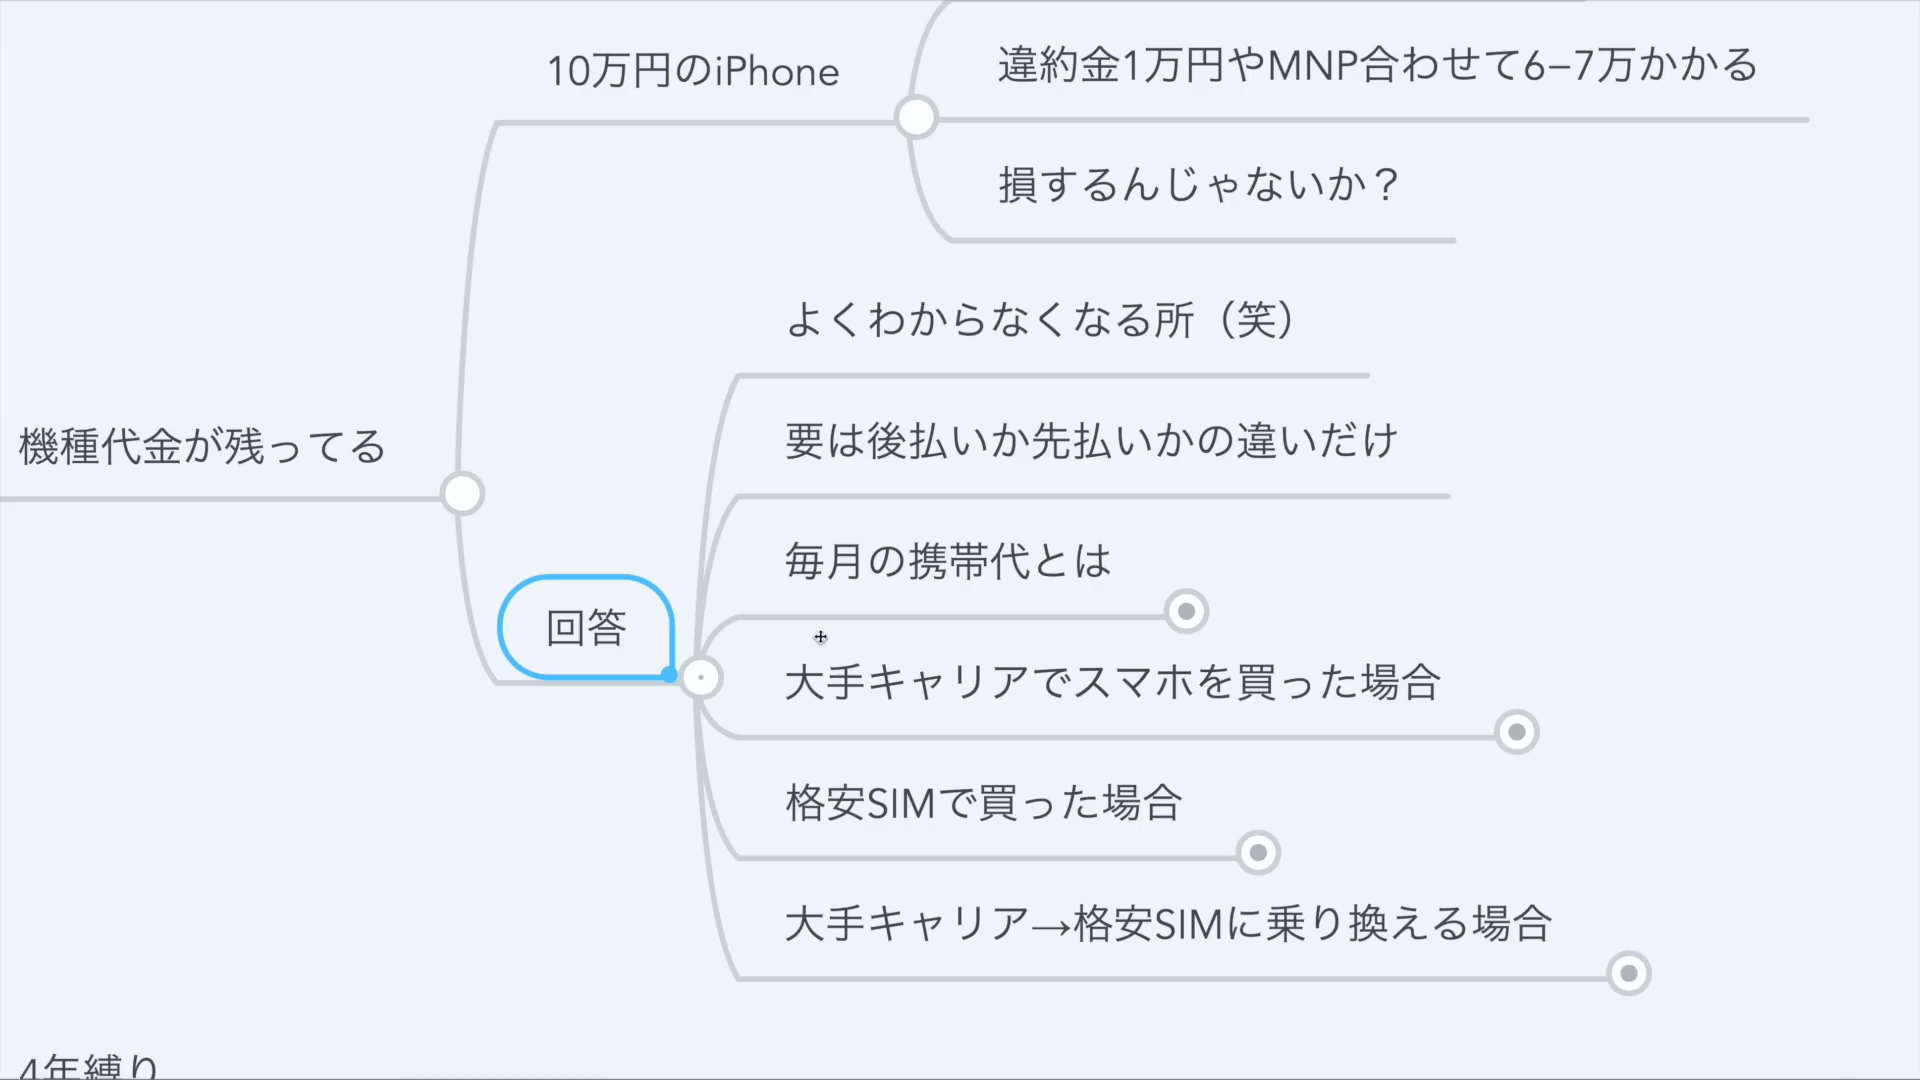 10万円のiPhone
違約金1万円やMNP合わせて6–7万かかる
損するんじゃないか？
機種代金が残ってる
回答
よくわからなくなる所（笑）
要は後払いか先払いかの違いだけ
毎月の携帯代とは
大手キャリアでスマホを買った場合
格安SIMで買った場合
大手キャリア→格安SIMに乗り換える場合
4年縛り